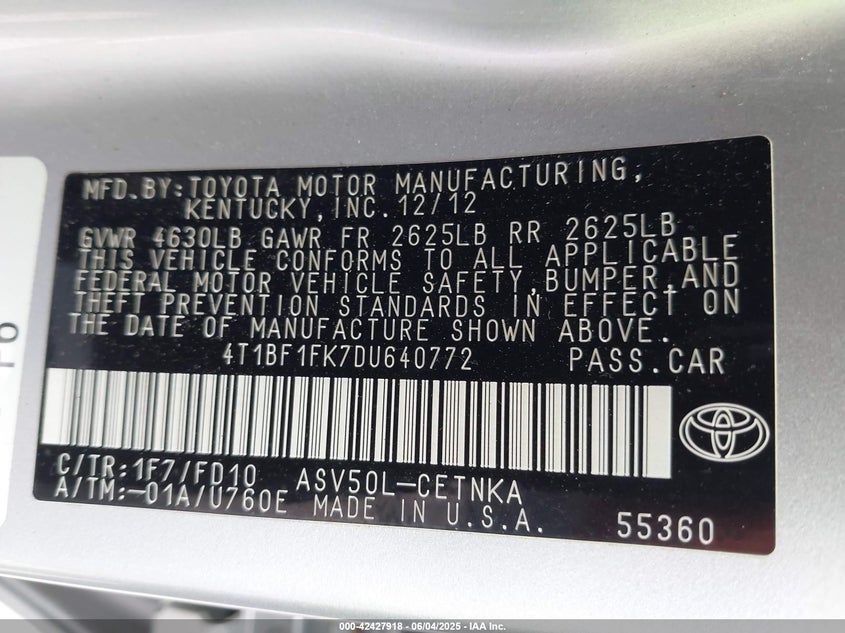 MFD.BY:TOYOTA MOTOR MANUFACTURING,
KENTUCKY,INC.12/12
GVWR 4630LB GAWR FR 2625LB RR 2625LB
THIS VEHICLE CONFORMS TO ALL APPLICABLE
FEDERAL MOTOR VEHICLE SAFETY,BUMPER,AND
THEFT PREVENTION STANDARDS IN EFFECT ON
THE DATE OF MANUFACTURE SHOWN ABOVE.
4T1BF1FK7DU640772 PASS.CAR
C/TR:1F7/FD10 ASV50L-CETNKA
A/TM:-01A/U760E MADE IN U.S.A.
55360
000-42427918 - 06/04/2025 - IAA Inc.